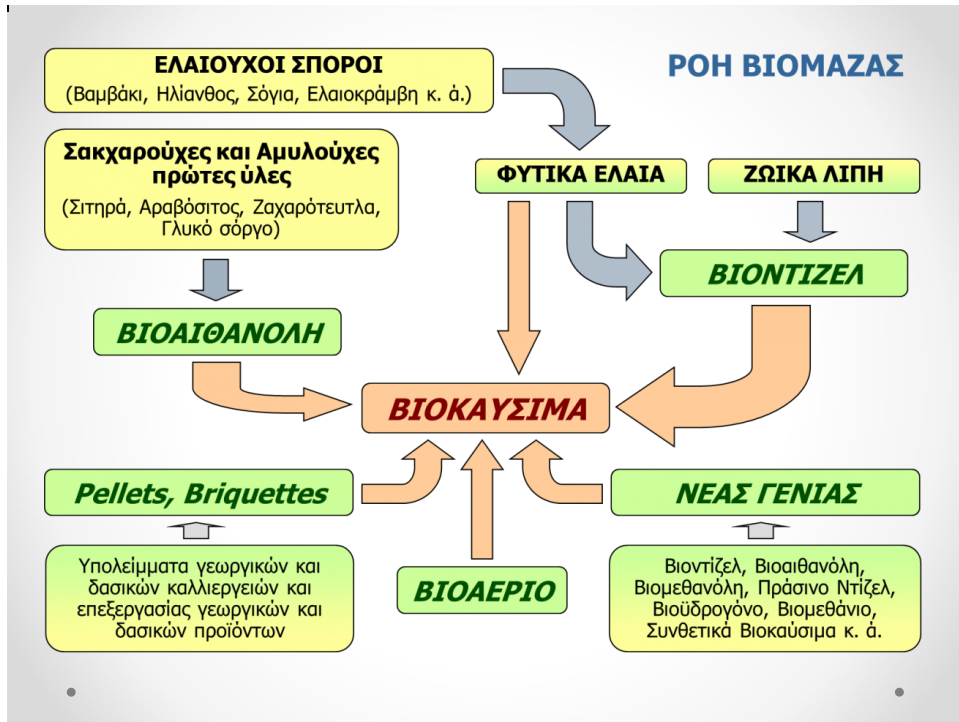 ΡΟΗ ΒΙΟΜΑΖΑΣ
ΕΛΑΙΟΥΧΟΙ ΣΠΟΡΟΙ
(Βαμβάκι, Ηλίανθος, Σόγια, Ελαιοκράμβη κ. ά.)
Σακχαρούχες και Αμυλούχες
πρώτες ύλες
(Σιτηρά, Αραβόσιτος, Ζαχαρότευτλα,
Γλυκό σόργο)
ΦΥΤΙΚΑ ΕΛΑΙΑ
ΖΩΙΚΑ ΛΙΠΗ
ΒΙΟΝΤΙΖΕΛ
ΒΙΟΑΙΘΑΝΟΛΗ
ΒΙΟΚΑΥΣΙΜΑ
Pellets, Briquettes
ΝΕΑΣ ΓΕΝΙΑΣ
Υπολείμματα γεωργικών και
δασικών καλλιεργειών και
επεξεργασίας γεωργικών και
δασικών προϊόντων
ΒΙΟΑΕΡΙΟ
Βιοντίζελ, Βιοαιθανόλη,
Βιομεθανόλη, Πράσινο Ντίζελ,
Βιοϋδρογόνο, Βιομεθάνιο,
Συνθετικά Βιοκαύσιμα κ. ά.